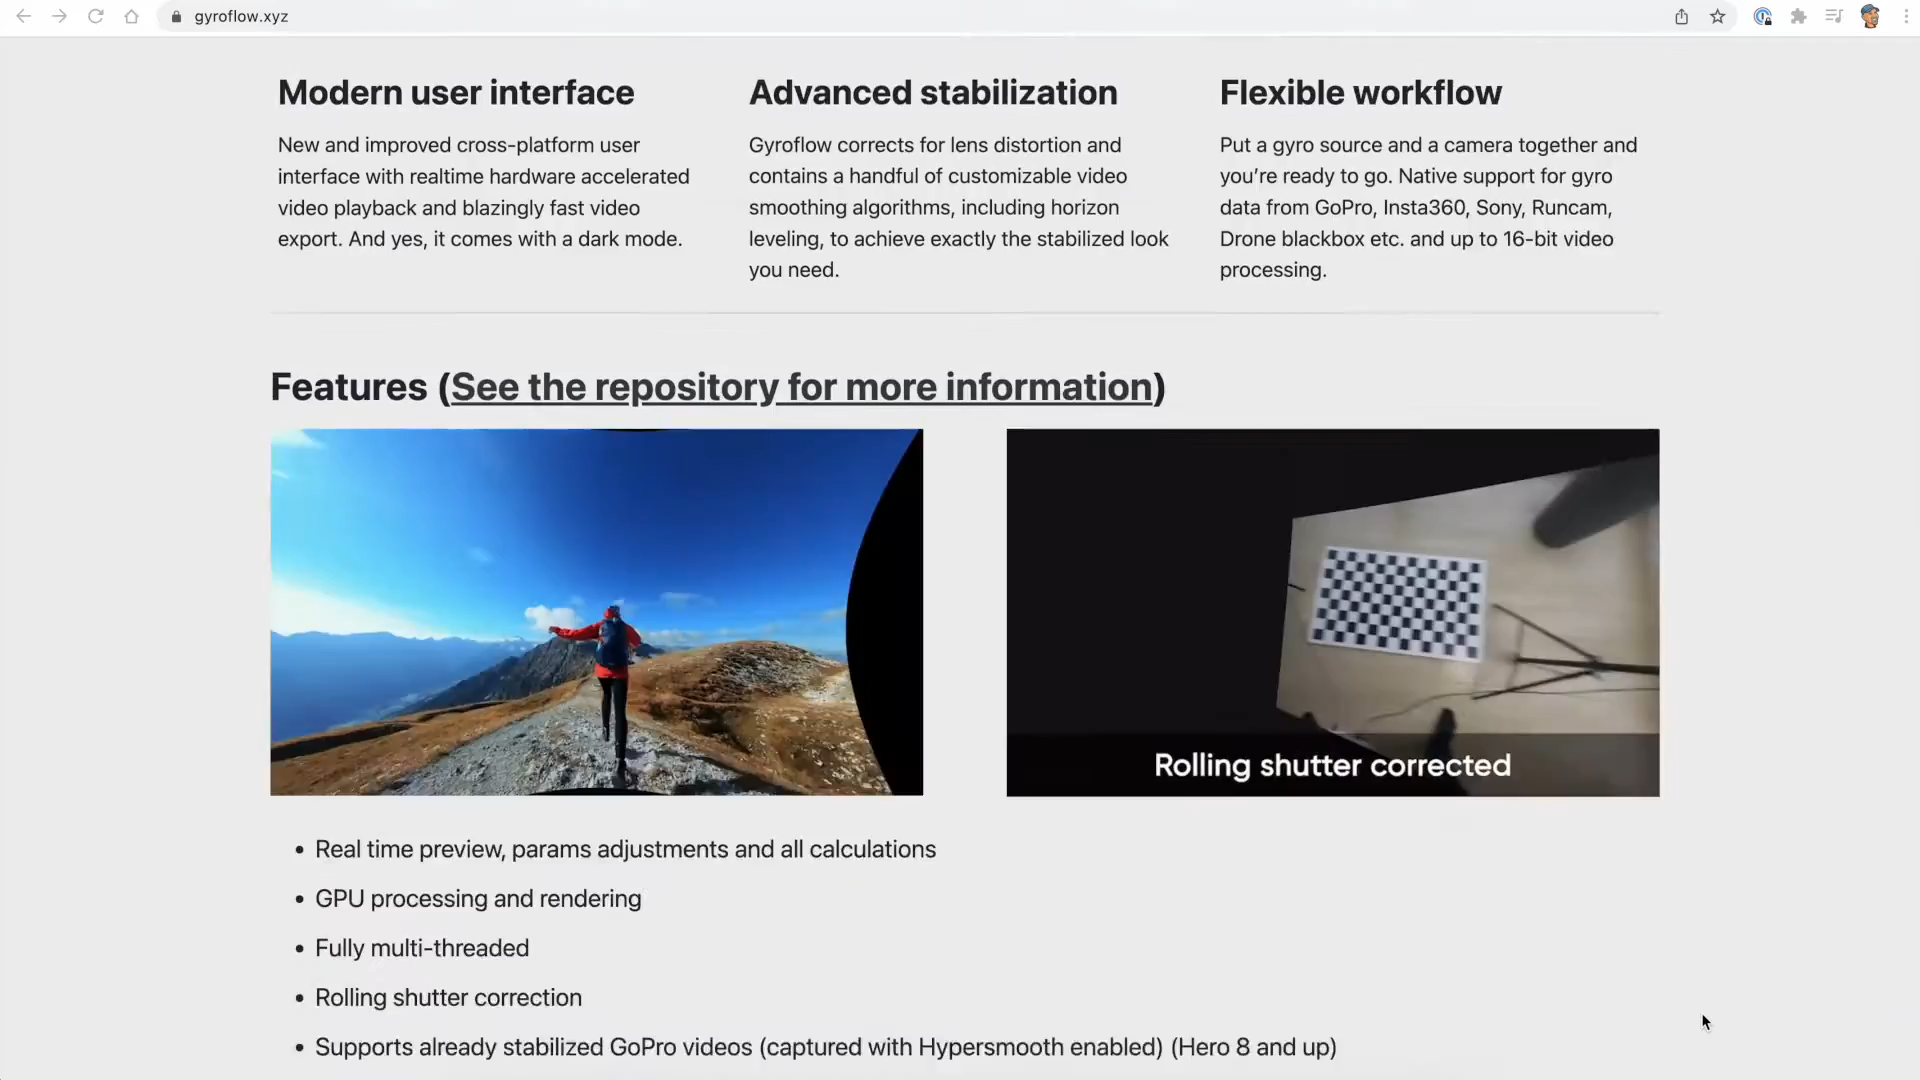 gyroflow.xyz
Modern user interface
New and improved cross-platform user
interface with realtime hardware accelerated
video playback and blazingly fast video
export. And yes, it comes with a dark mode.
Advanced stabilization
Gyroflow corrects for lens distortion and
contains a handful of customizable video
smoothing algorithms, including horizon
leveling, to achieve exactly the stabilized look
you need.
Flexible workflow
Put a gyro source and a camera together and
you’re ready to go. Native support for gyro
data from GoPro, Insta360, Sony, Runcam,
Drone blackbox etc. and up to 16-bit video
processing.
Features (See the repository for more information)
Rolling shutter corrected
• Real time preview, params adjustments and all calculations
• GPU processing and rendering
• Fully multi-threaded
• Rolling shutter correction
• Supports already stabilized GoPro videos (captured with Hypersmooth enabled) (Hero 8 and up)